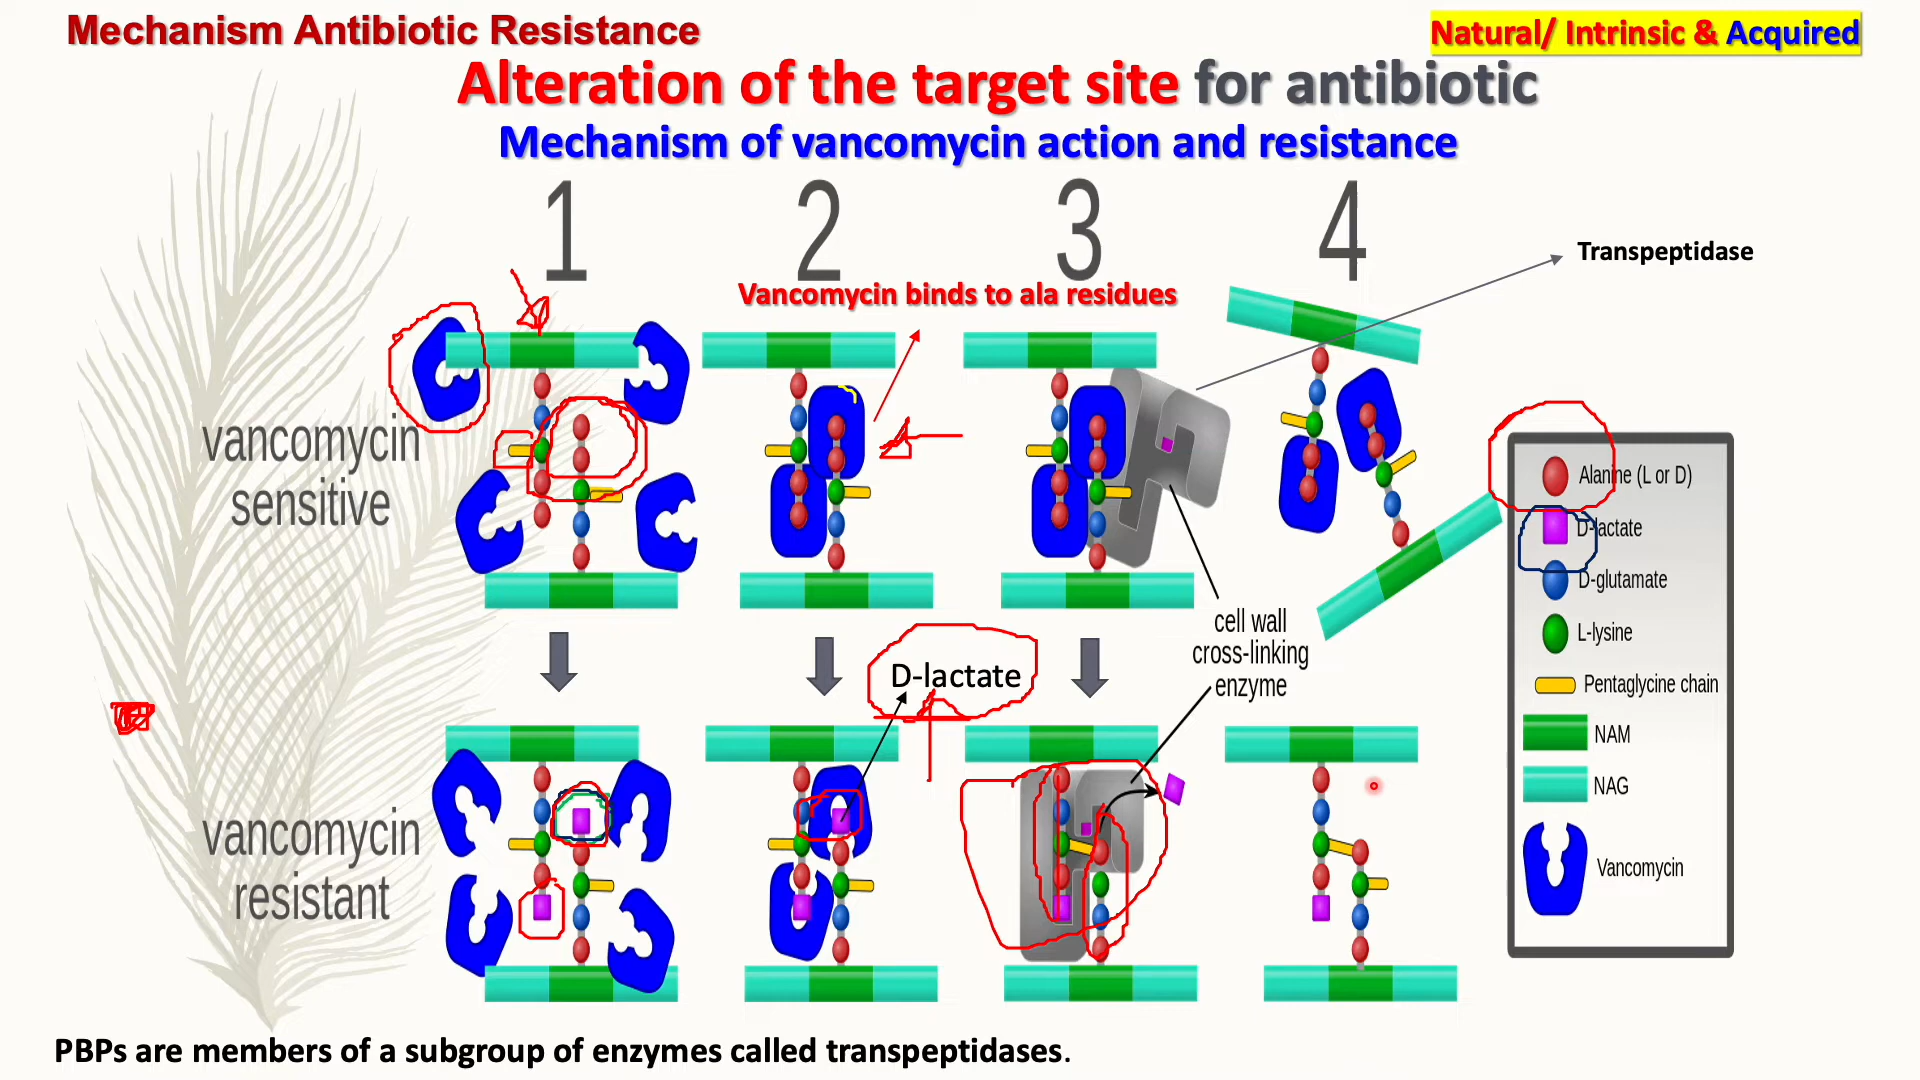 Mechanism Antibiotic Resistance
Natural/ Intrinsic & Acquired
Alteration of the target site for antibiotic
Mechanism of vancomycin action and resistance
1 2 3 4
Transpeptidase
Vancomycin binds to ala residues
vancomycin
sensitive
Alanine (L or D)
D-lactate
D-glutamate
L-lysine
Pentaglycine chain
NAM
NAG
Vancomycin
cell wall
cross-linking
enzyme
D-lactate
vancomycin
resistant
PBPs are members of a subgroup of enzymes called transpeptidases.